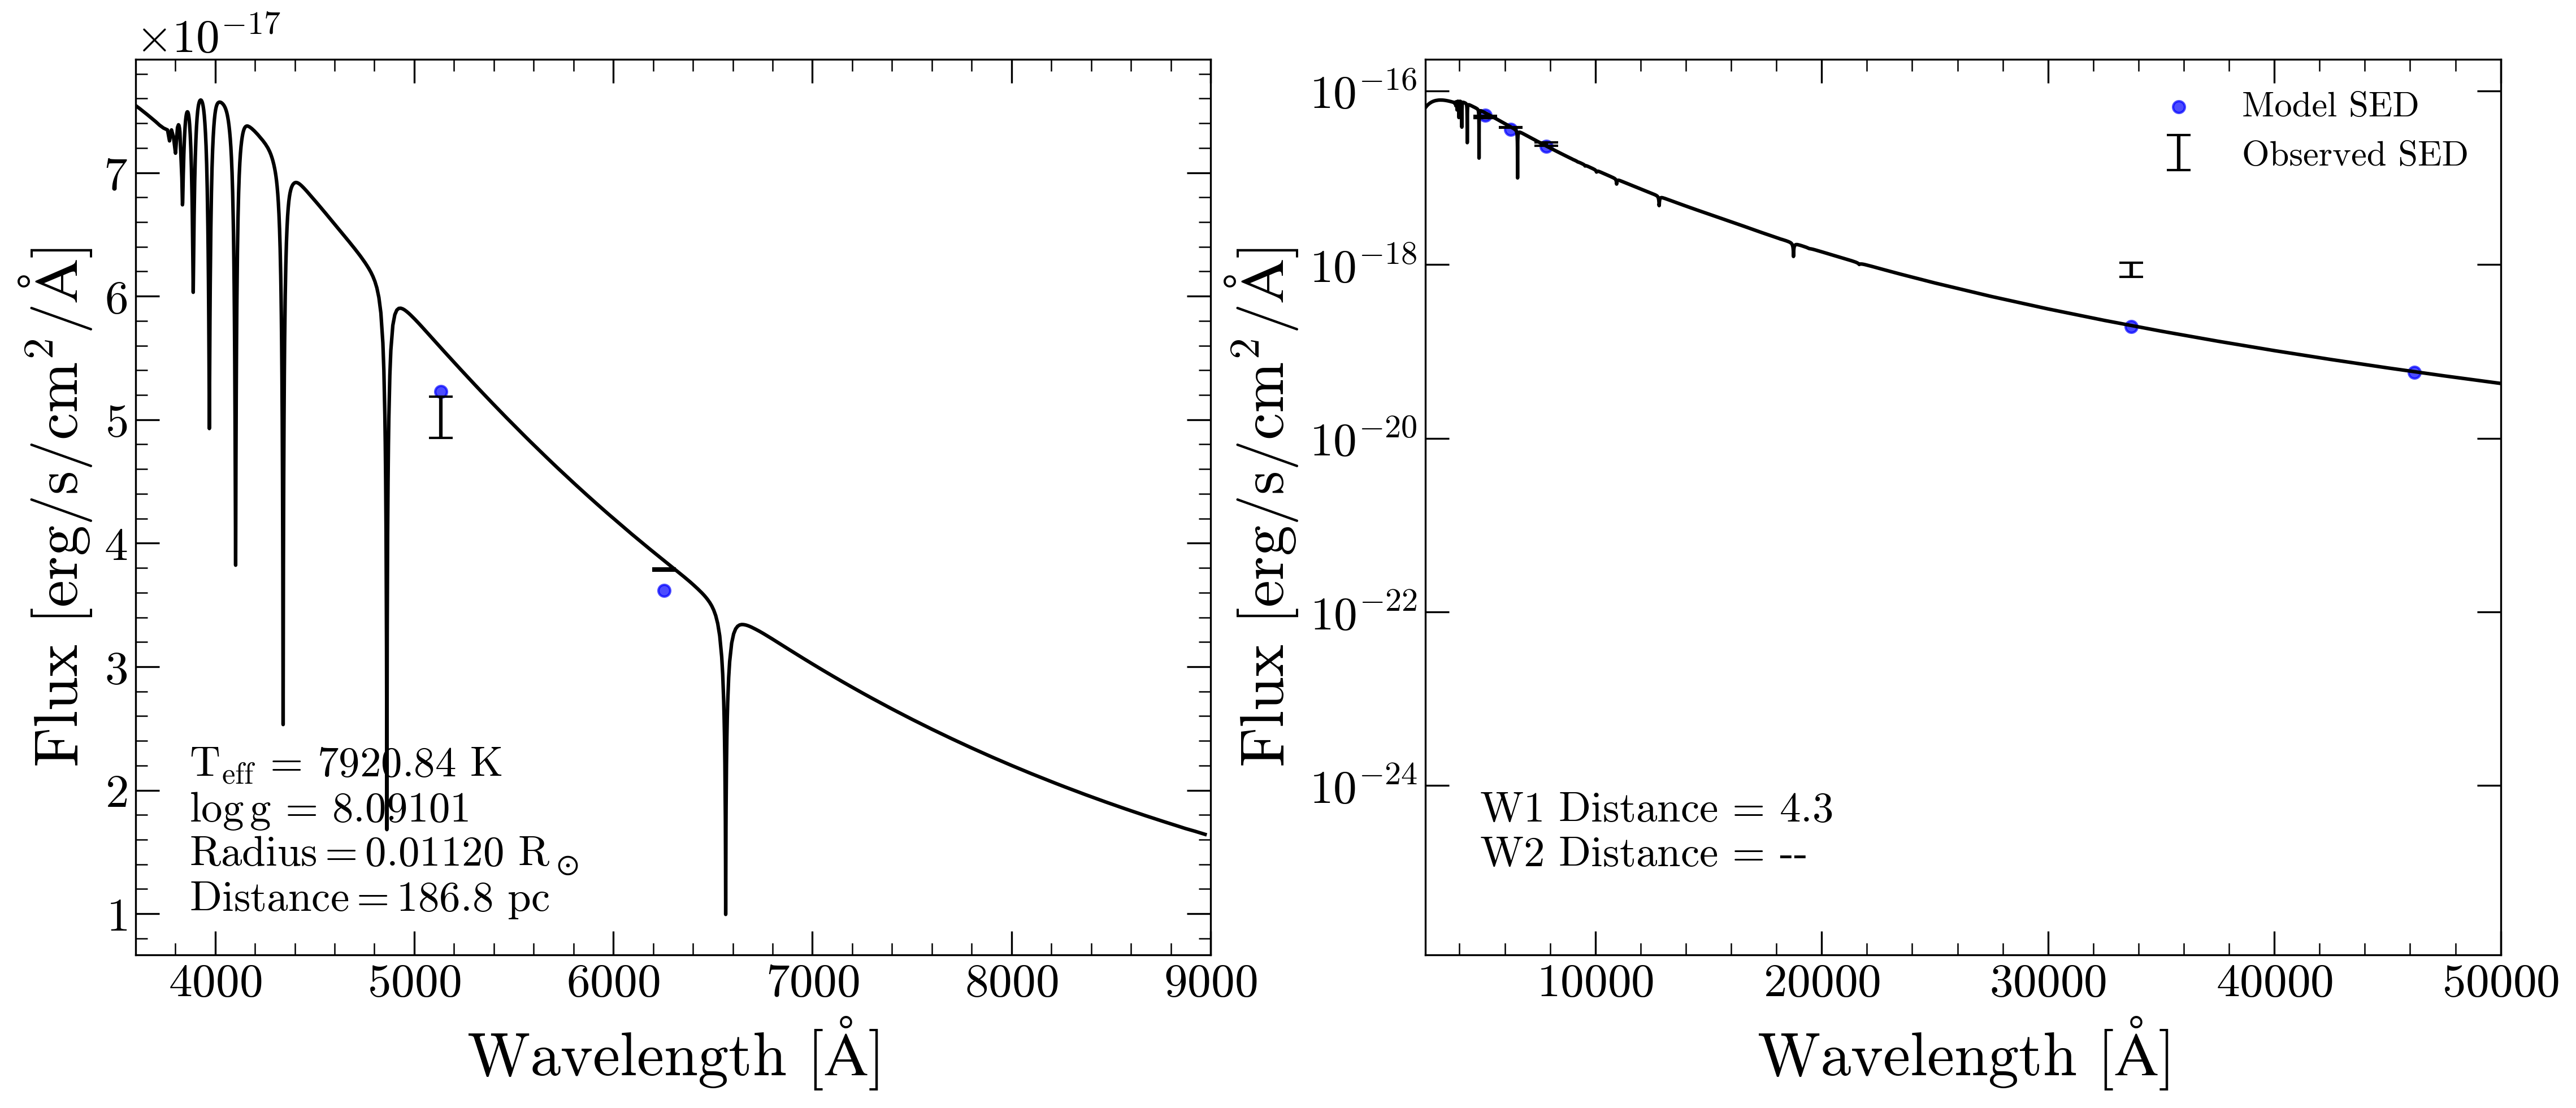 ×10⁻¹⁷
7
6
5
4
3
2
1
Flux [erg/s/cm²/Å]
T_eff = 7920.84 K
log g = 8.09101
Radius = 0.01120 R_⊙
Distance = 186.8 pc
4000 5000 6000 7000 8000 9000
Wavelength [Å]
10⁻¹⁶
10⁻¹⁸
10⁻²⁰
10⁻²²
10⁻²⁴
Flux [erg/s/cm²/Å]
Model SED
Observed SED
W1 Distance = 4.3
W2 Distance = --
10000 20000 30000 40000 50000
Wavelength [Å]